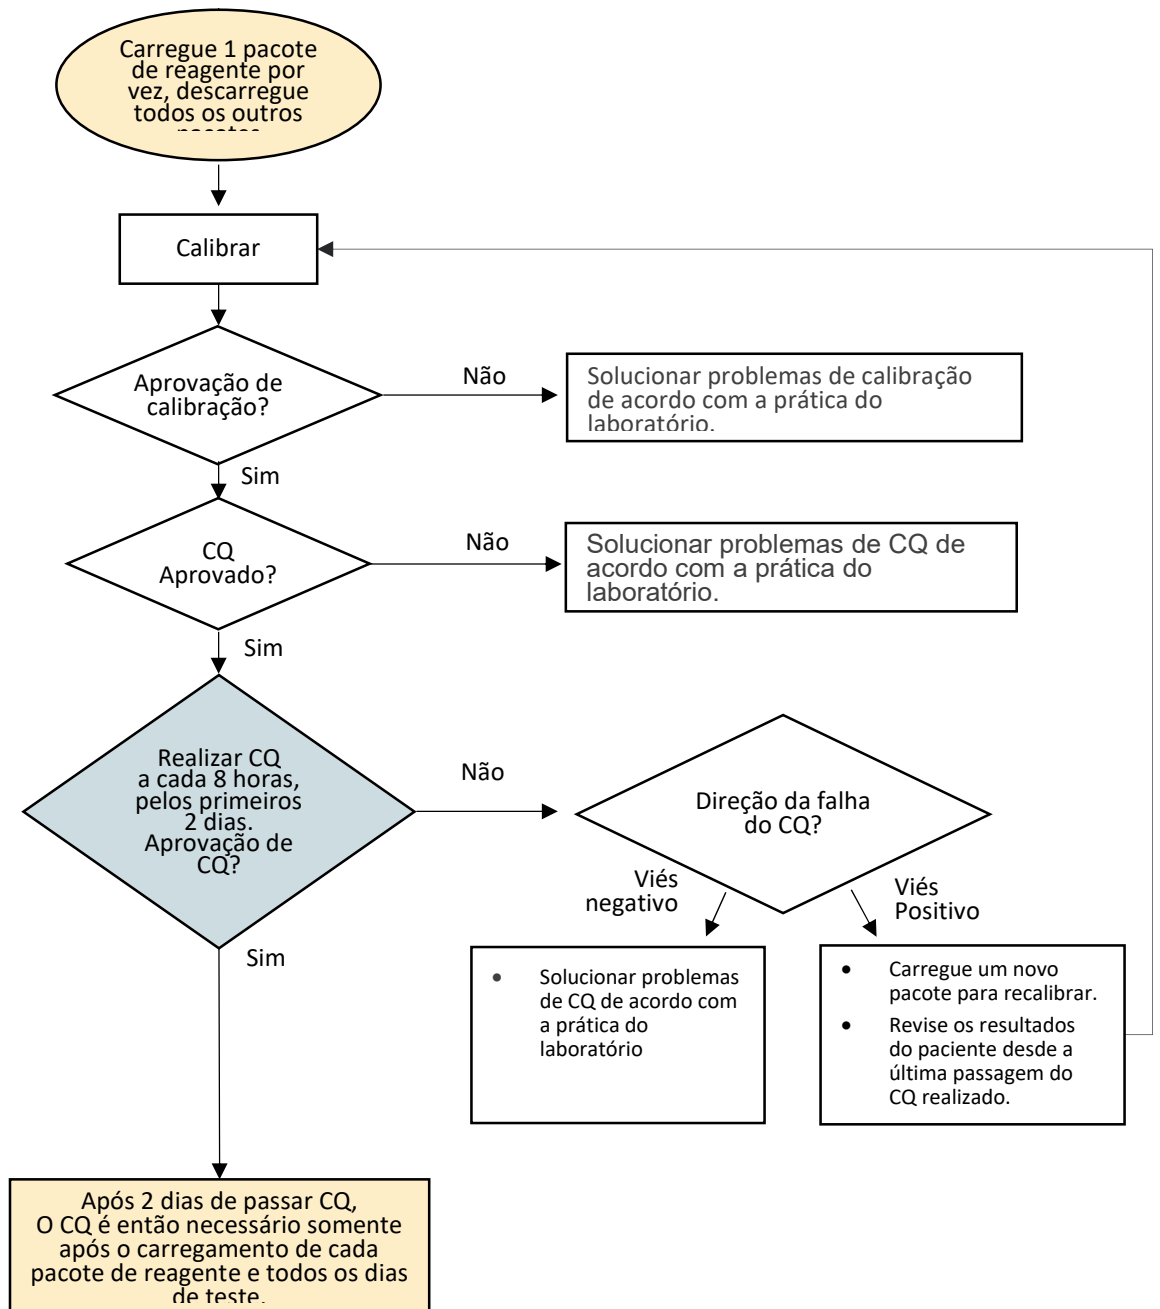 Carregue 1 pacote
de reagente por
vez, descarregue
todos os outros
pacotes
Calibrar
Aprovação de
calibração?
Não
Solucionar problemas de calibração
de acordo com a prática do
laboratório.
Sim
CQ
Aprovado?
Não
Solucionar problemas de CQ de
acordo com a prática do
laboratório.
Sim
Realizar CQ
a cada 8 horas,
pelos primeiros
2 dias.
Aprovação de
CQ?
Não
Direção da falha
do CQ?
Viés
negativo
Viés
Positivo
Sim
• Solucionar problemas
de CQ de acordo com
a prática do
laboratório
• Carregue um novo
pacote para recalibrar.
• Revise os resultados
do paciente desde a
última passagem do
CQ realizado.
Após 2 dias de passar CQ,
O CQ é então necessário somente
após o carregamento de cada
pacote de reagente e todos os dias
de teste.